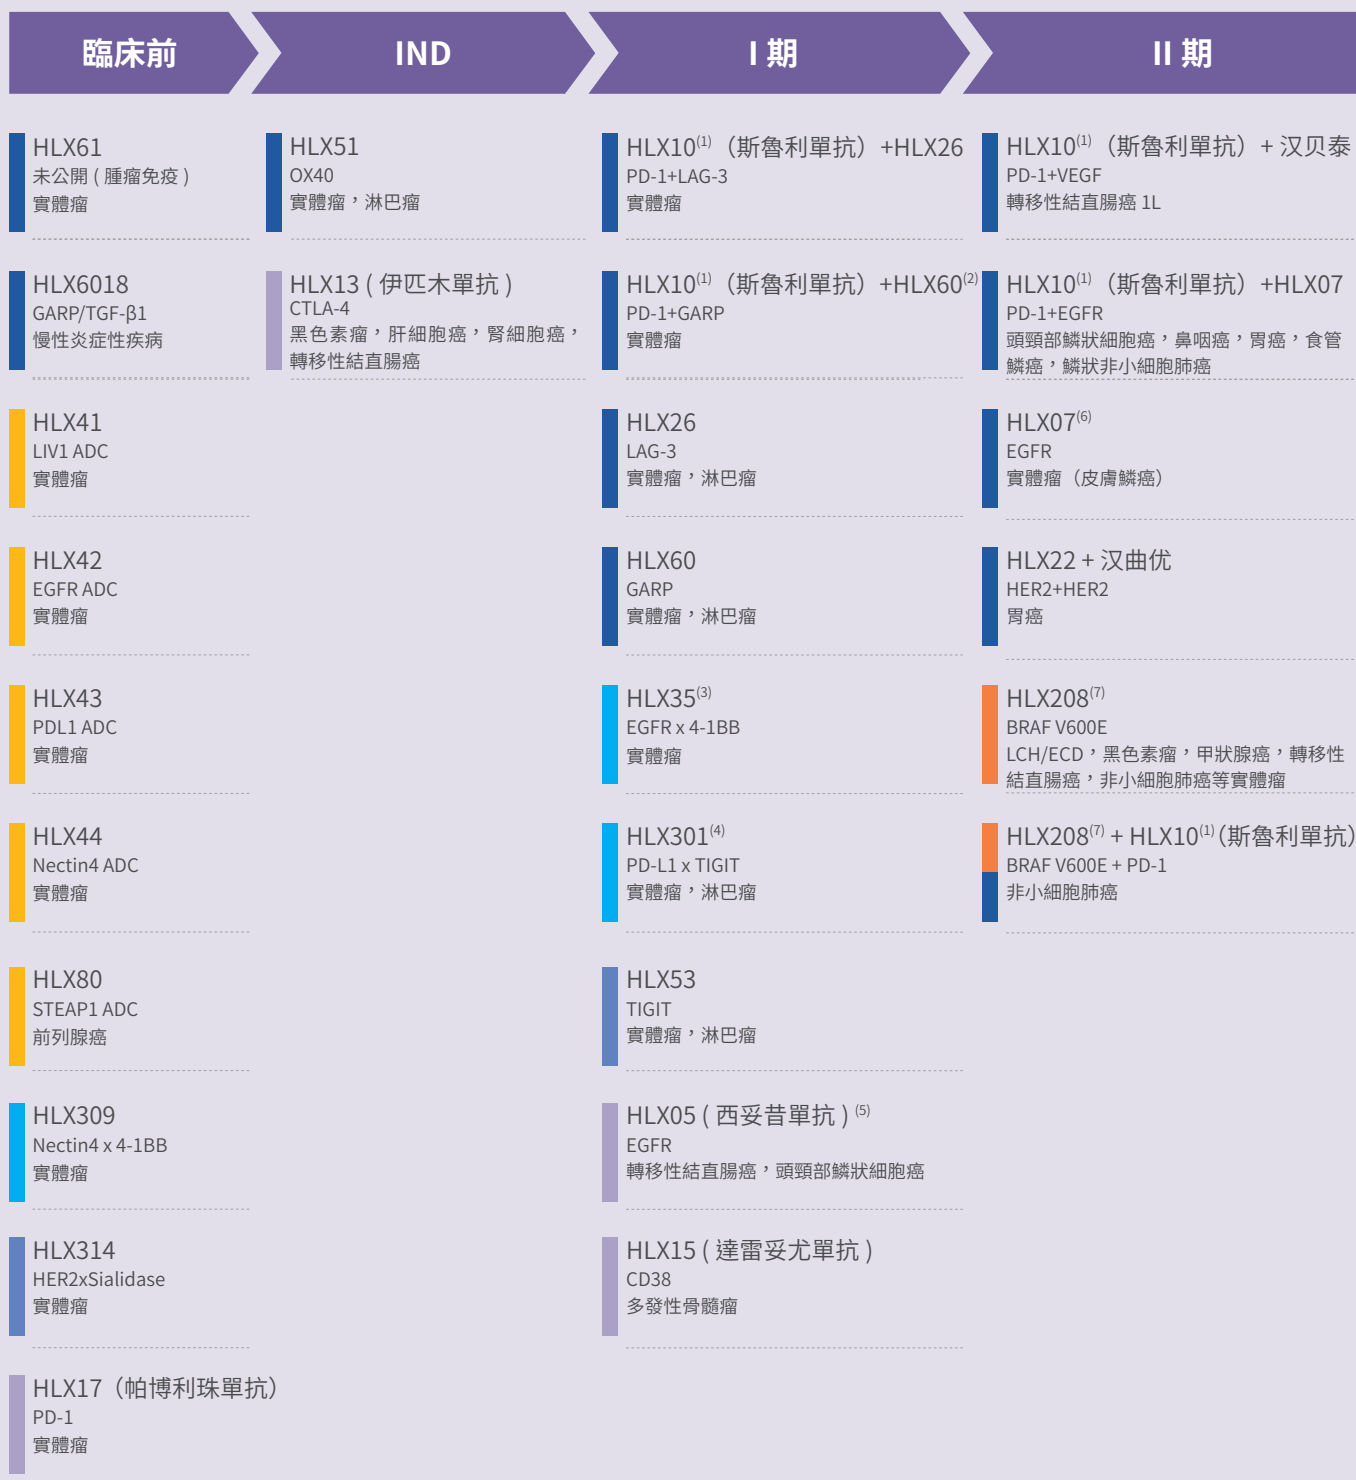 臨床前
IND
I 期
II 期
HLX61
未公開 ( 腫瘤免疫 )
實體瘤
HLX6018
GARP/TGF-β1
慢性炎症性疾病
HLX41
LIV1 ADC
實體瘤
HLX42
EGFR ADC
實體瘤
HLX43
PDL1 ADC
實體瘤
HLX44
Nectin4 ADC
實體瘤
HLX80
STEAP1 ADC
前列腺癌
HLX309
Nectin4 x 4-1BB
實體瘤
HLX314
HER2xSialidase
實體瘤
HLX17（帕博利珠單抗）
PD-1
實體瘤
HLX51
OX40
實體瘤，淋巴瘤
HLX13 ( 伊匹木單抗 )
CTLA-4
黑色素瘤，肝細胞癌，腎細胞癌，
轉移性結直腸癌
HLX10(1)（斯魯利單抗）+HLX26
PD-1+LAG-3
實體瘤
HLX10(1)（斯魯利單抗）+HLX60(2)
PD-1+GARP
實體瘤
HLX26
LAG-3
實體瘤，淋巴瘤
HLX60
GARP
實體瘤，淋巴瘤
HLX35(3)
EGFR x 4-1BB
實體瘤
HLX301(4)
PD-L1 x TIGIT
實體瘤，淋巴瘤
HLX53
TIGIT
實體瘤，淋巴瘤
HLX05 ( 西妥昔單抗 ) (5)
EGFR
轉移性結直腸癌，頭頸部鱗狀細胞癌
HLX15 ( 達雷妥尤單抗 )
CD38
多發性骨髓瘤
HLX10(1)（斯魯利單抗）+ 汉贝泰
PD-1+VEGF
轉移性結直腸癌 1L
HLX10(1)（斯魯利單抗）+HLX07
PD-1+EGFR
頭頸部鱗狀細胞癌，鼻咽癌，胃癌，食管
鱗癌，鱗狀非小細胞肺癌
HLX07(6)
EGFR
實體瘤（皮膚鱗癌）
HLX22 + 汉曲优
HER2+HER2
胃癌
HLX208(7)
BRAF V600E
LCH/ECD，黑色素瘤，甲狀腺癌，轉移性
結直腸癌，非小細胞肺癌等實體瘤
HLX208(7) + HLX10(1)（斯魯利單抗）
BRAF V600E + PD-1
非小細胞肺癌